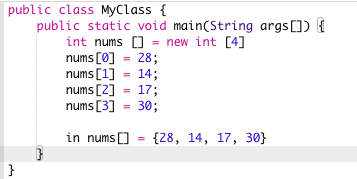 public class MyClass {
    public static void main(String args[]) {
        int nums [] = new int [4]
        nums[0] = 28;
        nums[1] = 14;
        nums[2] = 17;
        nums[3] = 30;

        in nums[] = {28, 14, 17, 30}
    }
}